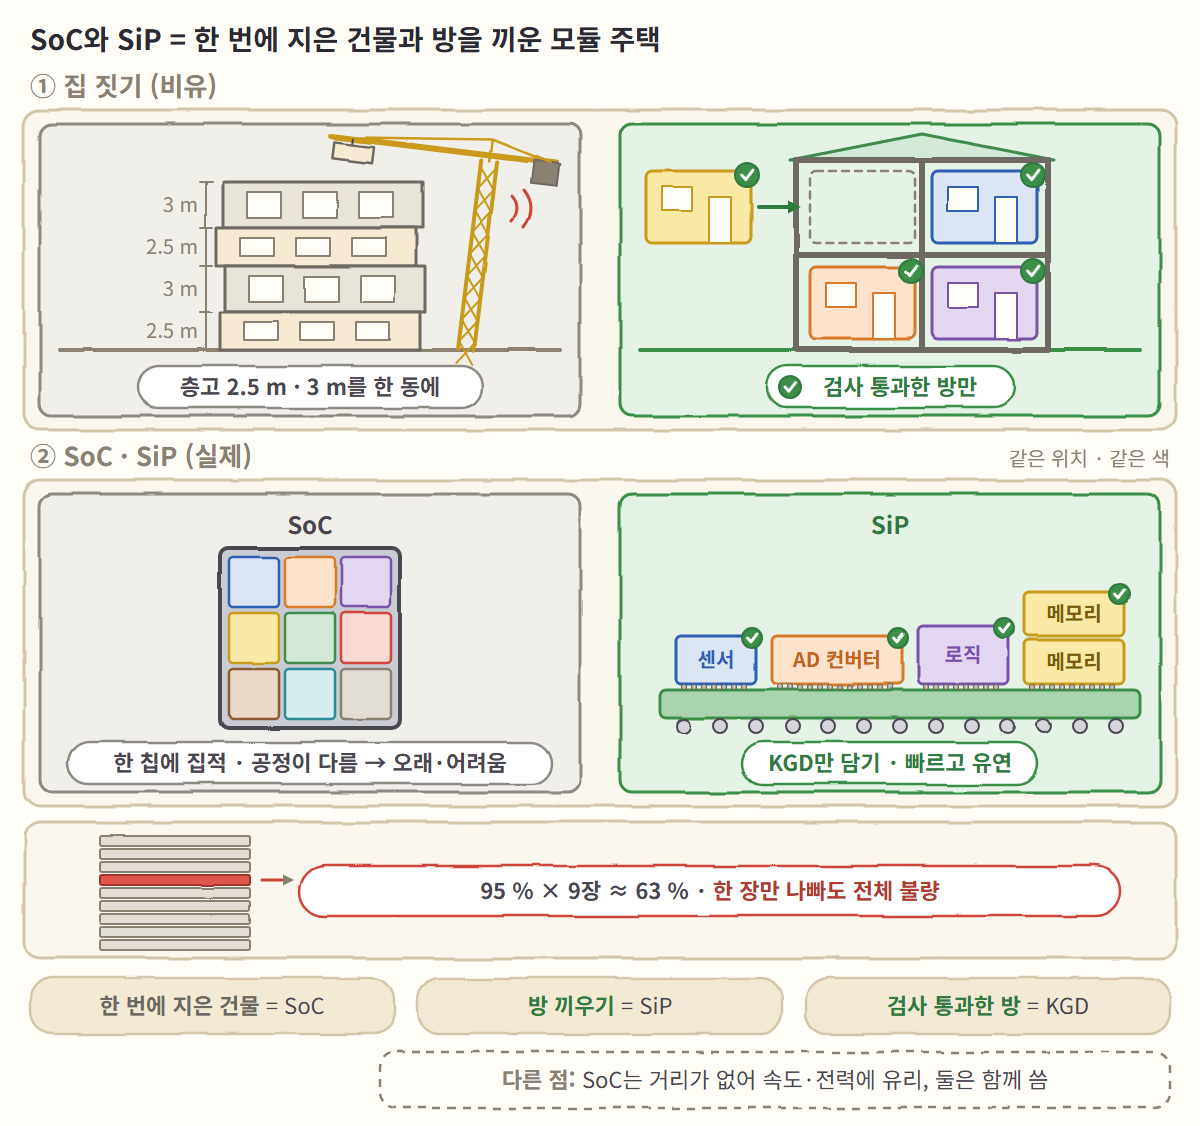 SoC와 SiP = 한 번에 지은 건물과 방을 끼운 모듈 주택
① 집 짓기 (비유)
3 m
2.5 m
3 m
2.5 m
층고 2.5 m · 3 m를 한 동에
검사 통과한 방만
② SoC · SiP (실제)
같은 위치 · 같은 색
SoC
한 칩에 집적 · 공정이 다름 → 오래·어려움
SiP
센서
AD 컨버터
로직
메모리
메모리
KGD만 담기 · 빠르고 유연
95 % × 9장 ≈ 63 % · 한 장만 나빠도 전체 불량
한 번에 지은 건물 = SoC
방 끼우기 = SiP
검사 통과한 방 = KGD
다른 점: SoC는 거리가 없어 속도·전력에 유리, 둘은 함께 씀